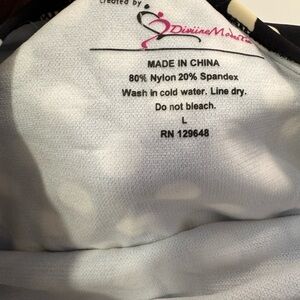 created by
MADE IN CHINA
80% Nylon 20% Spandex
Wash in cold water. Line dry.
Do not bleach.
L
RN 129648